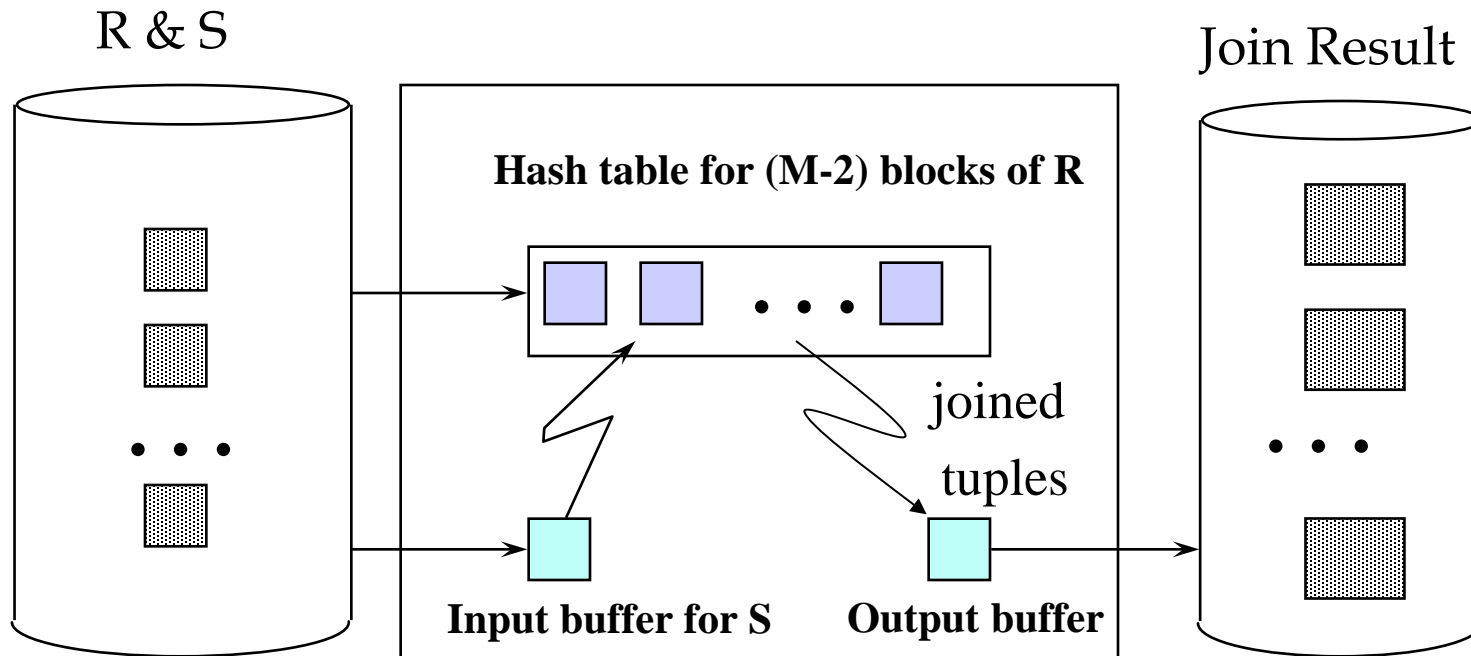 R & S
Join Result
Hash table for (M-2) blocks of R
• • •
• • •
• • •
joined
tuples
Input buffer for S
Output buffer